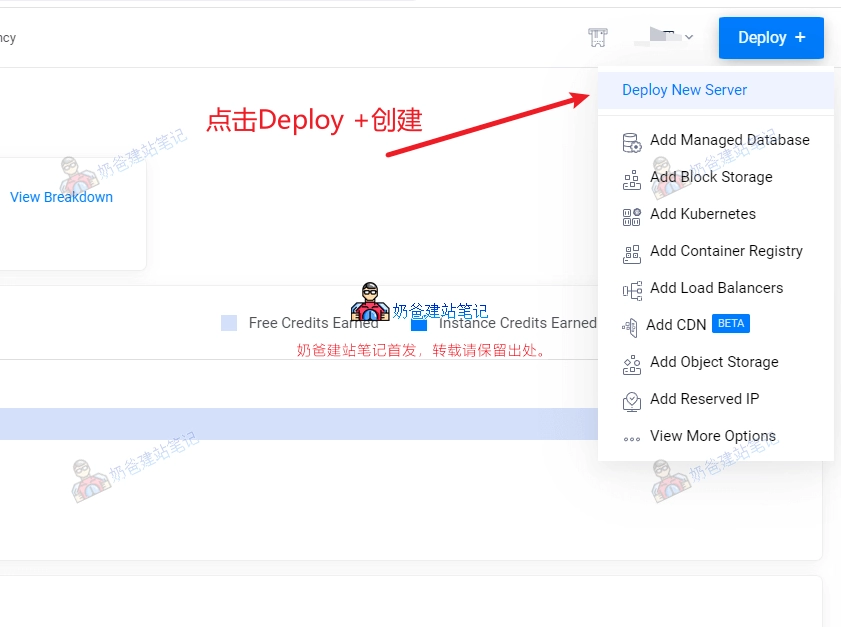 ncy
Deploy +
Deploy New Server
点击Deploy +创建
Add Managed Database
奶爸建站笔记
奶爸建站笔记
Add Block Storage
View Breakdown
Add Kubernetes
Add Container Registry
Add Load Balancers
奶爸建站笔记
Free Credits Earned
Instance Credits Earned
Add CDN BETA
奶爸建站笔记首发，转载请保留出处。
Add Object Storage
Add Reserved IP
View More Options
奶爸建站笔记
奶爸建站笔记